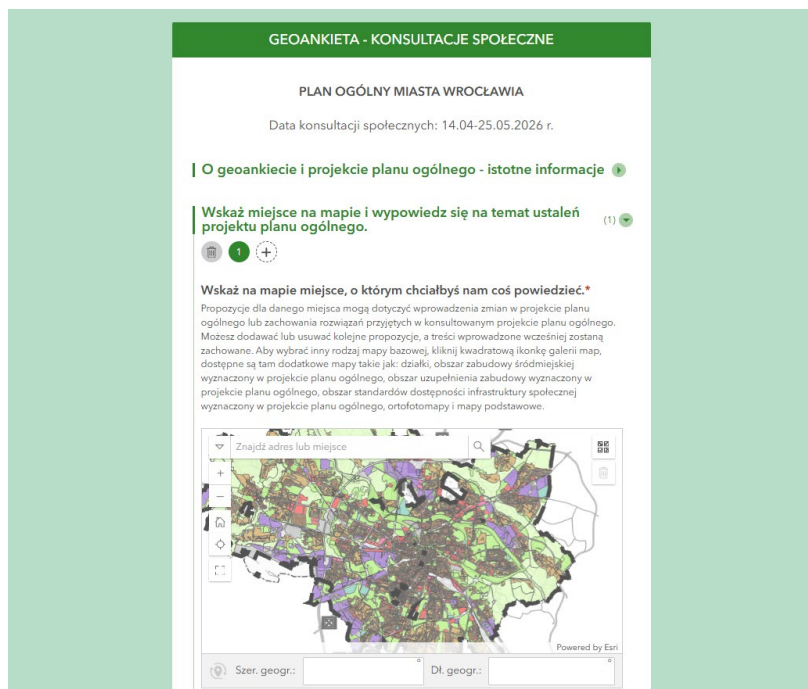 GEOANKIETA - KONSULTACJE SPOŁECZNE
PLAN OGÓLNY MIASTA WROCŁAWIA
Data konsultacji społecznych: 14.04-25.05.2026 r.
O geoankiecie i projekcie planu ogólnego - istotne informacje
Wskaż miejsce na mapie i wypowiedz się na temat ustaleń
projektu planu ogólnego.
(1)
1
Wskaż na mapie miejsce, o którym chciałbyś nam coś powiedzieć.*
Propozycje dla danego miejsca mogą dotyczyć wprowadzenia zmian w projekcie planu
ogólnego lub zachowania rozwiązań przyjętych w konsultowanym projekcie planu ogólnego.
Możesz dodawać lub usuwać kolejne propozycje, a treści wprowadzone wcześniej zostaną
zachowane. Aby wybrać inny rodzaj mapy bazowej, kliknij kwadratową ikonkę galerii map,
dostępne są tam dodatkowe mapy takie jak: działki, obszar zabudowy śródmiejskiej
wyznaczony w projekcie planu ogólnego, obszar uzupełnienia zabudowy wyznaczony w
projekcie planu ogólnego, obszar standardów dostępności infrastruktury społecznej
wyznaczony w projekcie planu ogólnego, ortofotomapy i mapy podstawowe.
Znajdź adres lub miejsce
Powered by Esri
Szer. geogr.: ° Dł. geogr.: °